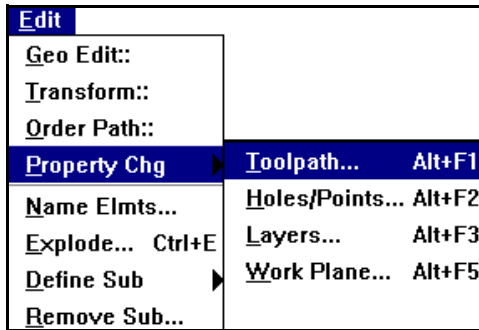 Edit
Geo Edit::
Transform::
Order Path::
Property Chg
Toolpath... Alt+F1
Holes/Points... Alt+F2
Layers... Alt+F3
Work Plane... Alt+F5
Name Elmts...
Explode... Ctrl+E
Define Sub
Remove Sub...